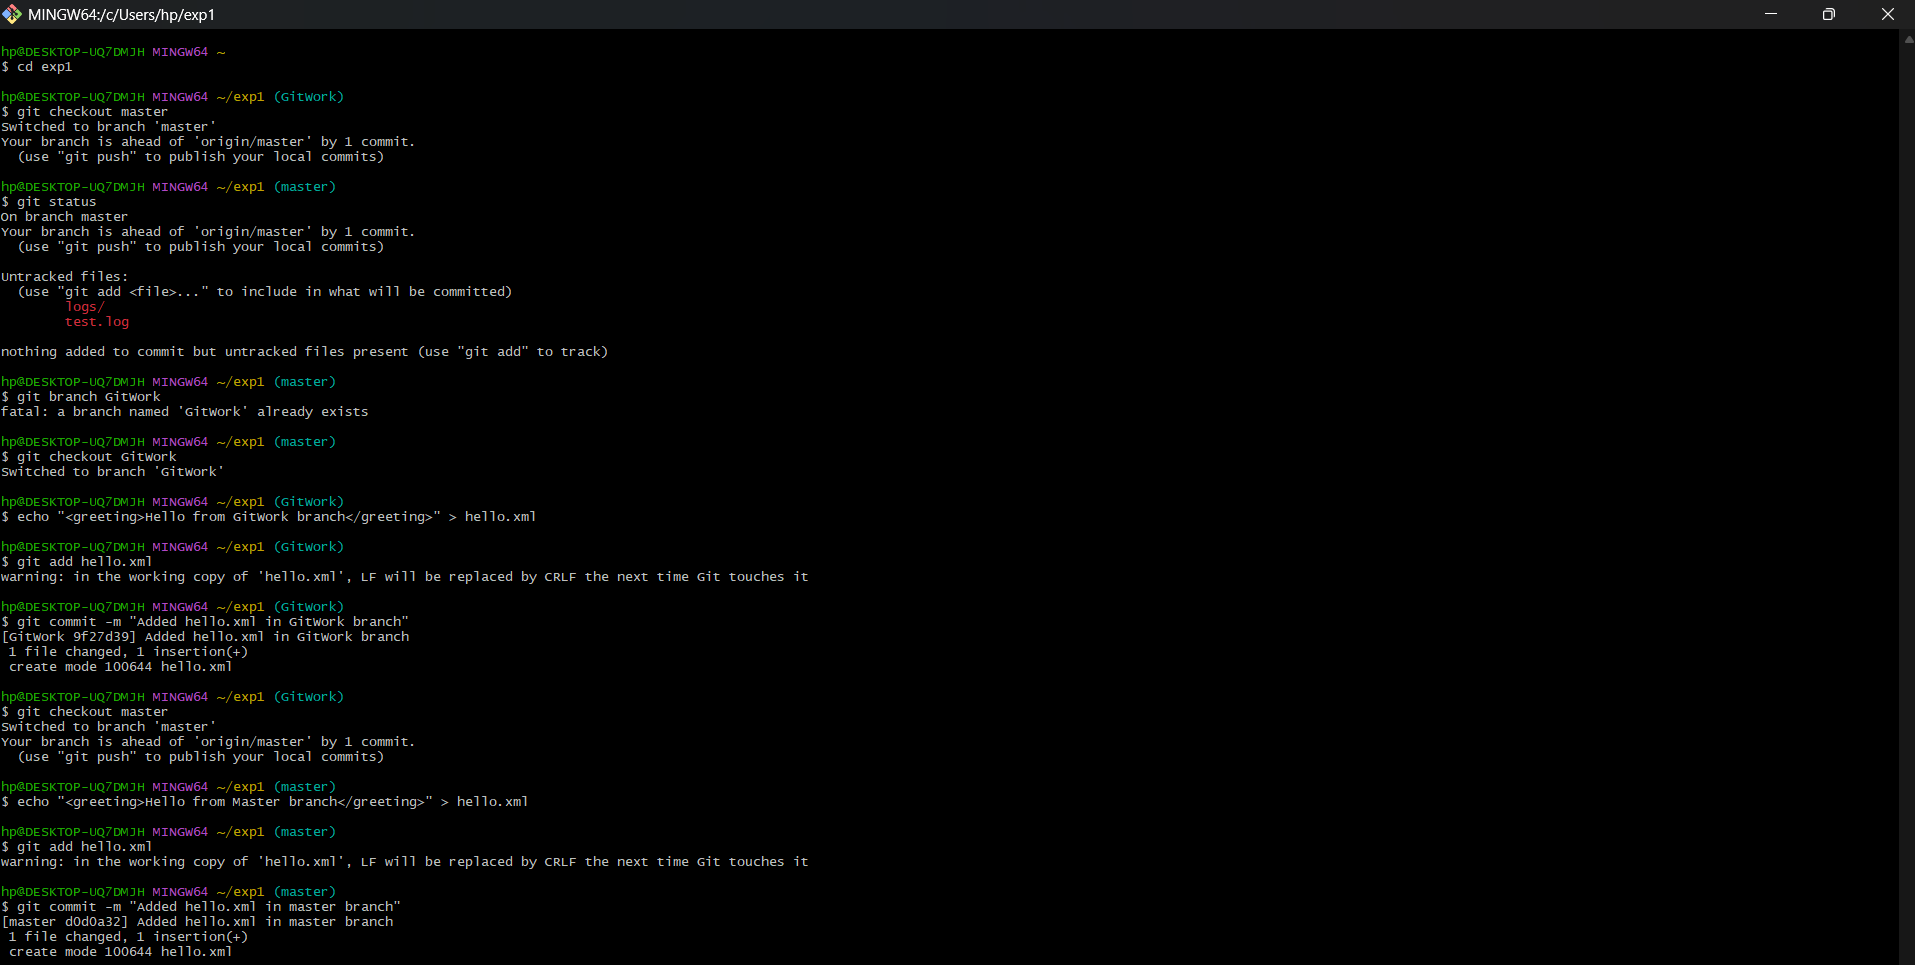 MINGW64:/c/Users/hp/exp1
hp@DESKTOP-UQ7DMJH MINGW64 ~
$ cd exp1
hp@DESKTOP-UQ7DMJH MINGW64 ~/exp1 (GitWork)
$ git checkout master
Switched to branch 'master'
Your branch is ahead of 'origin/master' by 1 commit.
  (use "git push" to publish your local commits)
hp@DESKTOP-UQ7DMJH MINGW64 ~/exp1 (master)
$ git status
On branch master
Your branch is ahead of 'origin/master' by 1 commit.
  (use "git push" to publish your local commits)
Untracked files:
  (use "git add <file>..." to include in what will be committed)
        logs/
        test.log
nothing added to commit but untracked files present (use "git add" to track)
hp@DESKTOP-UQ7DMJH MINGW64 ~/exp1 (master)
$ git branch GitWork
fatal: a branch named 'GitWork' already exists
hp@DESKTOP-UQ7DMJH MINGW64 ~/exp1 (master)
$ git checkout GitWork
Switched to branch 'GitWork'
hp@DESKTOP-UQ7DMJH MINGW64 ~/exp1 (GitWork)
$ echo "<greeting>Hello from GitWork branch</greeting>" > hello.xml
hp@DESKTOP-UQ7DMJH MINGW64 ~/exp1 (GitWork)
$ git add hello.xml
warning: in the working copy of 'hello.xml', LF will be replaced by CRLF the next time Git touches it
hp@DESKTOP-UQ7DMJH MINGW64 ~/exp1 (GitWork)
$ git commit -m "Added hello.xml in GitWork branch"
[GitWork 9f27d39] Added hello.xml in GitWork branch
 1 file changed, 1 insertion(+)
 create mode 100644 hello.xml
hp@DESKTOP-UQ7DMJH MINGW64 ~/exp1 (GitWork)
$ git checkout master
Switched to branch 'master'
Your branch is ahead of 'origin/master' by 1 commit.
  (use "git push" to publish your local commits)
hp@DESKTOP-UQ7DMJH MINGW64 ~/exp1 (master)
$ echo "<greeting>Hello from Master branch</greeting>" > hello.xml
hp@DESKTOP-UQ7DMJH MINGW64 ~/exp1 (master)
$ git add hello.xml
warning: in the working copy of 'hello.xml', LF will be replaced by CRLF the next time Git touches it
hp@DESKTOP-UQ7DMJH MINGW64 ~/exp1 (master)
$ git commit -m "Added hello.xml in master branch"
[master d0d0a32] Added hello.xml in master branch
 1 file changed, 1 insertion(+)
 create mode 100644 hello.xml